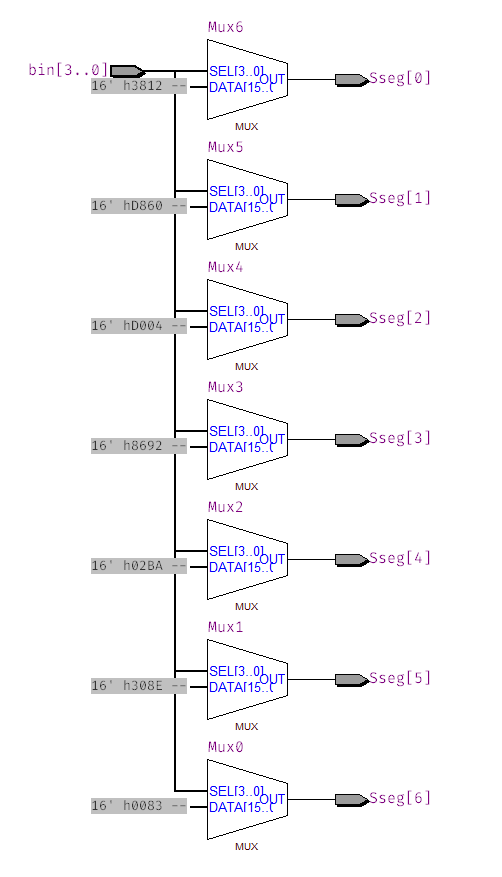 Mux6
bin[3..0]
SEL[3..0]
OUT
Sseg[0]
16' h3812 --
DATA[15..0]
MUX
Mux5
SEL[3..0]
OUT
Sseg[1]
16' hD860 --
DATA[15..0]
MUX
Mux4
SEL[3..0]
OUT
Sseg[2]
16' hD004 --
DATA[15..0]
MUX
Mux3
SEL[3..0]
OUT
Sseg[3]
16' h8692 --
DATA[15..0]
MUX
Mux2
SEL[3..0]
OUT
Sseg[4]
16' h02BA --
DATA[15..0]
MUX
Mux1
SEL[3..0]
OUT
Sseg[5]
16' h308E --
DATA[15..0]
MUX
Mux0
SEL[3..0]
OUT
Sseg[6]
16' h0083 --
DATA[15..0]
MUX